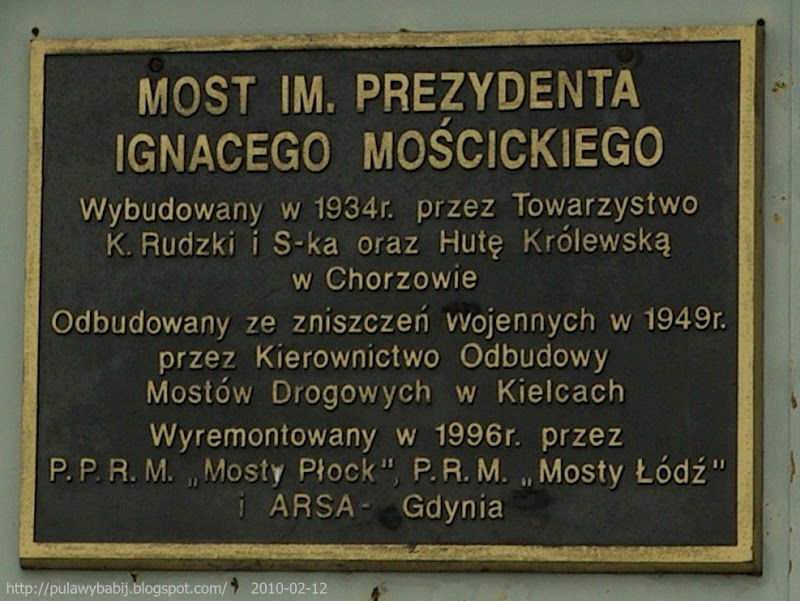 MOST IM. PREZYDENTA
IGNACEGO MOŚCICKIEGO
Wybudowany w 1934r. przez Towarzystwo
K. Rudzki i S-ka oraz Hutę Królewską
w Chorzowie
Odbudowany ze zniszczeń wojennych w 1949r.
przez Kierownictwo Odbudowy
Mostów Drogowych w Kielcach
Wyremontowany w 1996r. przez
P.P.R.M. „Mosty Płock", P.R.M. „Mosty Łódź"
i ARSA- Gdynia
http://pulawybabij.blogspot.com/ 2010-02-12